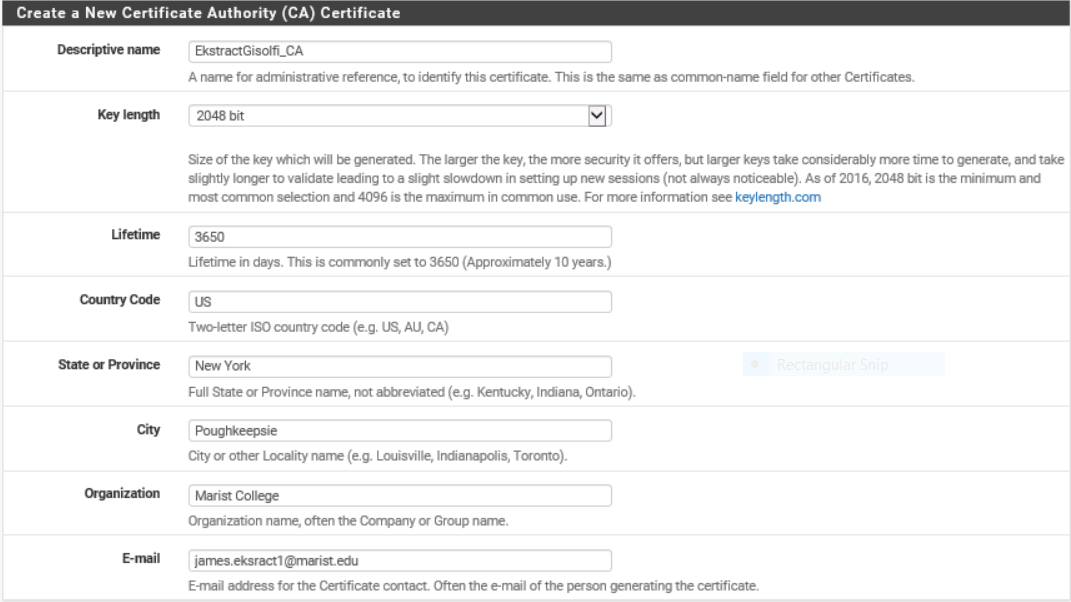 Create a New Certificate Authority (CA) Certificate
Descriptive name
EkstractGisolfi_CA
A name for administrative reference, to identify this certificate. This is the same as common-name field for other Certificates.
Key length
2048 bit
Size of the key which will be generated. The larger the key, the more security it offers, but larger keys take considerably more time to generate, and take
slightly longer to validate leading to a slight slowdown in setting up new sessions (not always noticeable). As of 2016, 2048 bit is the minimum and
most common selection and 4096 is the maximum in common use. For more information see keylength.com
Lifetime
3650
Lifetime in days. This is commonly set to 3650 (Approximately 10 years.)
Country Code
US
Two-letter ISO country code (e.g. US, AU, CA)
State or Province
New York
Rectangular Snip
Full State or Province name, not abbreviated (e.g. Kentucky, Indiana, Ontario).
City
Poughkeepsie
City or other Locality name (e.g. Louisville, Indianapolis, Toronto).
Organization
Marist College
Organization name, often the Company or Group name.
E-mail
james.eksract1@marist.edu
E-mail address for the Certificate contact. Often the e-mail of the person generating the certificate.